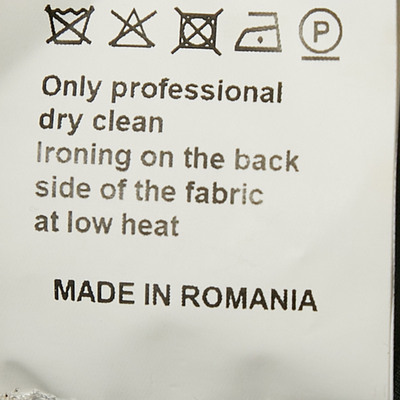 P
Only professional
dry clean
Ironing on the back
side of the fabric
at low heat
MADE IN ROMANIA